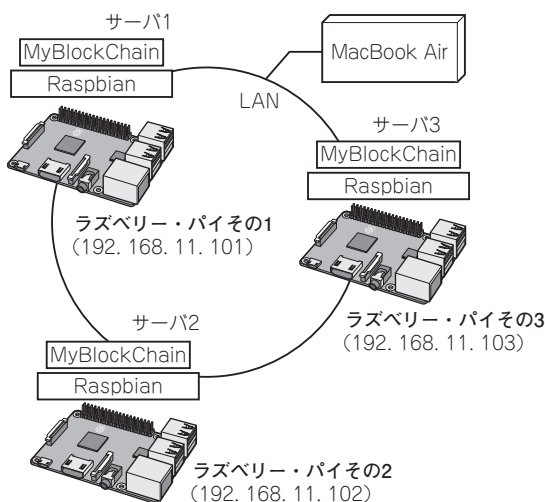 サーバ1
MyBlockChain
Raspbian
MacBook Air
LAN
サーバ3
MyBlockChain
Raspbian
ラズベリー・パイその1
(192. 168. 11. 101)
サーバ2
MyBlockChain
Raspbian
ラズベリー・パイその3
(192. 168. 11. 103)
ラズベリー・パイその2
(192. 168. 11. 102)